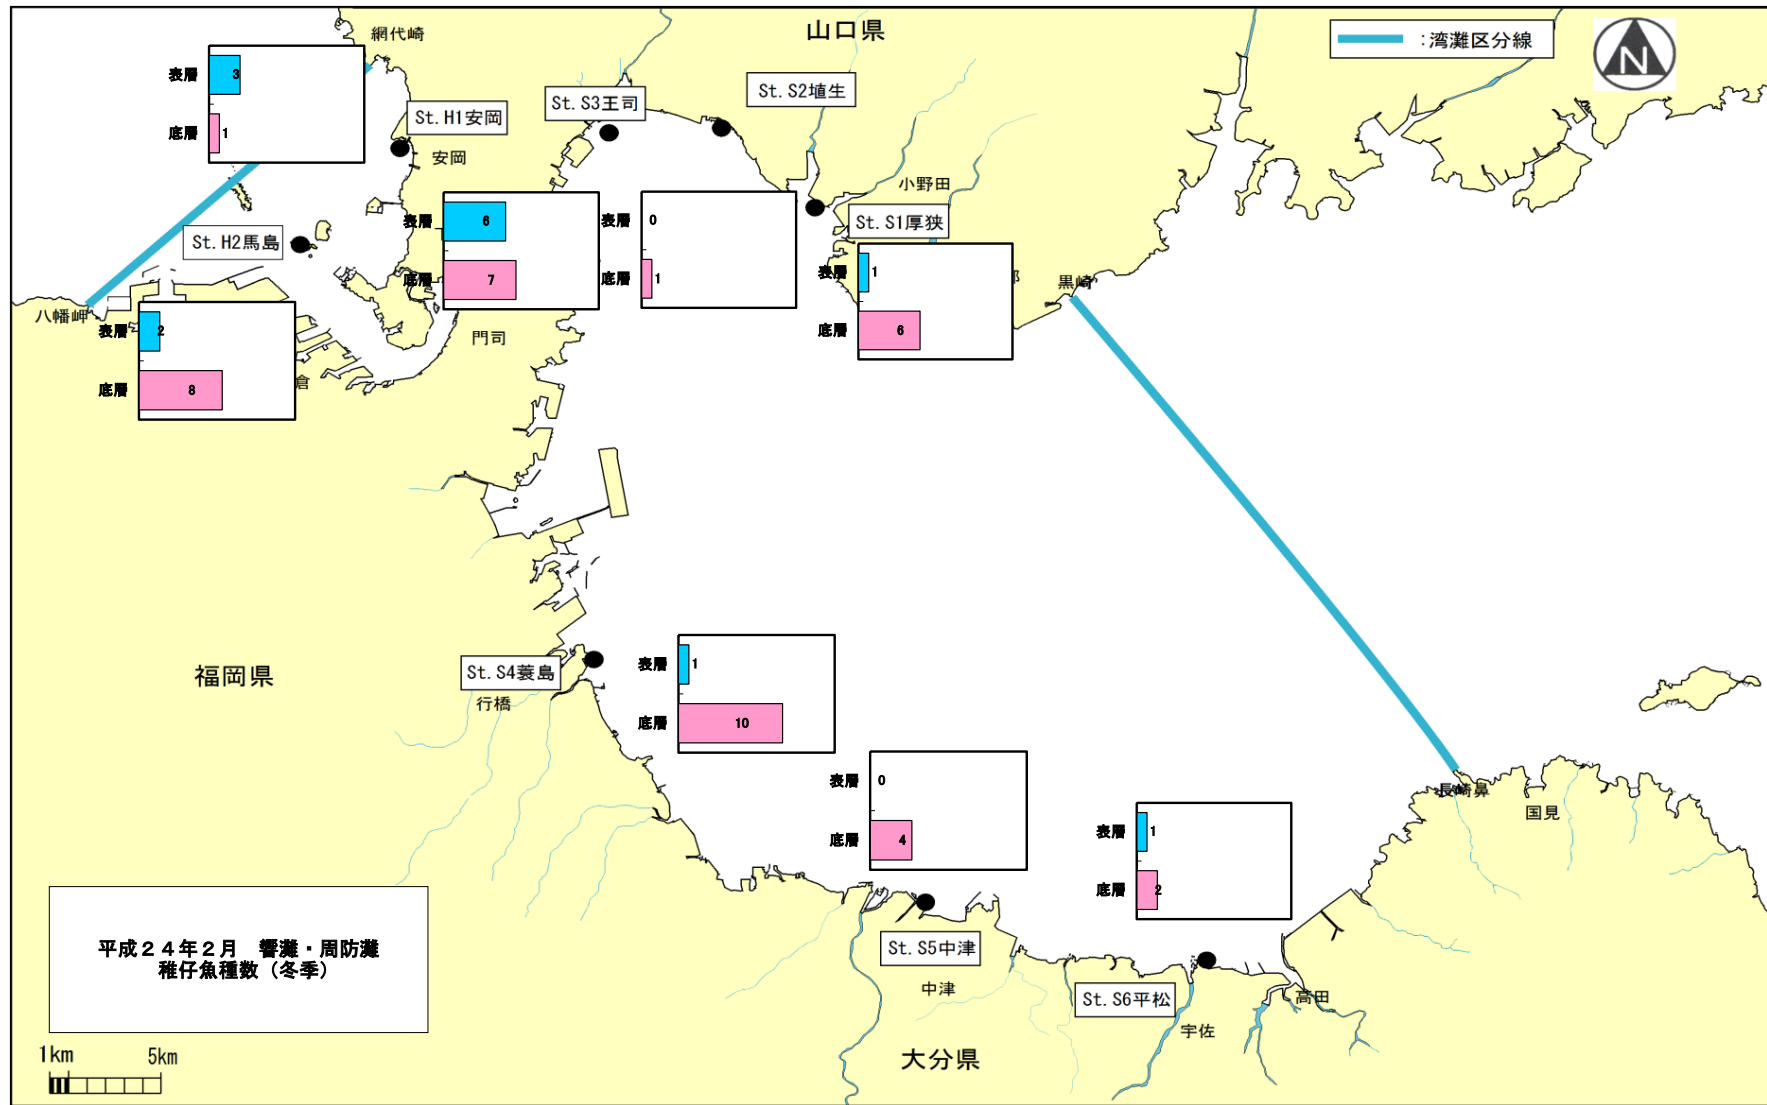 山口県
:湾灘区分線
N
網代崎
表層 3
底層 1
St.H1安岡
安岡
St.S3王司
St.S2埴生
小野田
St.S1厚狭
St.H2馬島
表層 6
底層 7
表層 0
底層 1
表層 1
底層 6
黒崎
八幡岬
表層 2
底層 8
門司
倉
福岡県
St.S4蓑島
行橋
表層 1
底層 10
表層 0
底層 4
表層 1
底層 2
長崎鼻
国見
St.S5中津
中津
St.S6平松
宇佐
高田
大分県
平成24年2月 響灘・周防灘
稚仔魚種数（冬季）
1km 5km